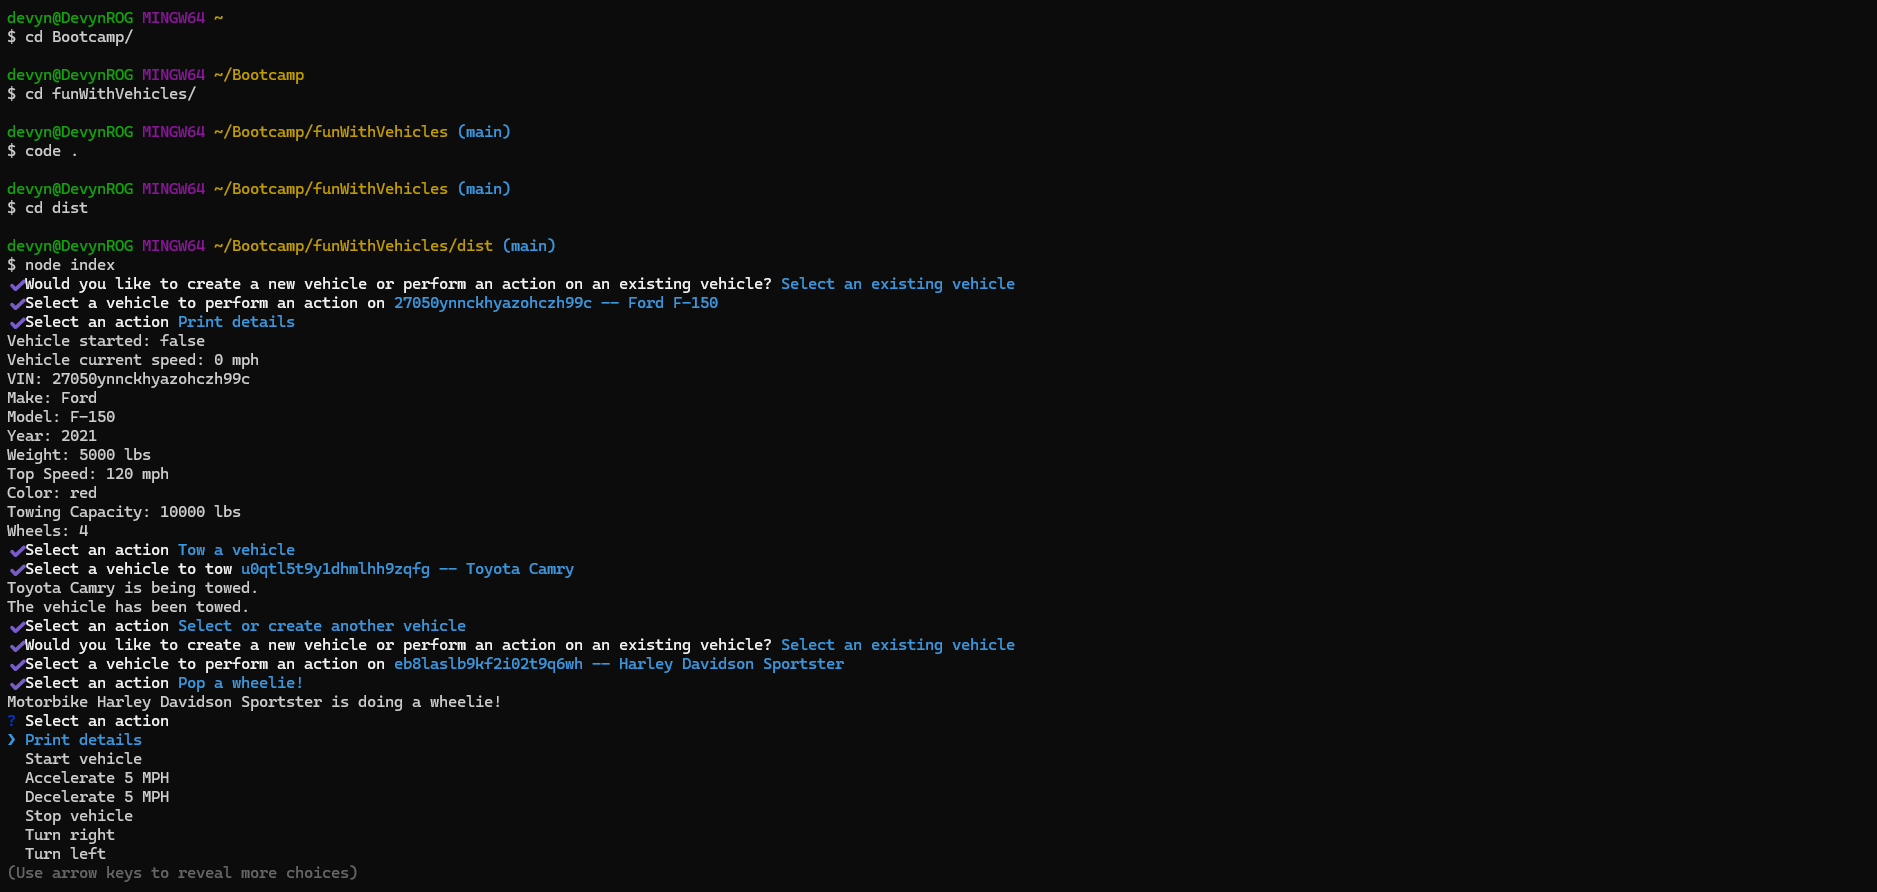 devyn@DevynROG MINGW64 ~
$ cd Bootcamp/
devyn@DevynROG MINGW64 ~/Bootcamp
$ cd funWithVehicles/
devyn@DevynROG MINGW64 ~/Bootcamp/funWithVehicles (main)
$ code .
devyn@DevynROG MINGW64 ~/Bootcamp/funWithVehicles (main)
$ cd dist
devyn@DevynROG MINGW64 ~/Bootcamp/funWithVehicles/dist (main)
$ node index
✔Would you like to create a new vehicle or perform an action on an existing vehicle? Select an existing vehicle
✔Select a vehicle to perform an action on 27050ynnckhyazohczh99c -- Ford F-150
✔Select an action Print details
Vehicle started: false
Vehicle current speed: 0 mph
VIN: 27050ynnckhyazohczh99c
Make: Ford
Model: F-150
Year: 2021
Weight: 5000 lbs
Top Speed: 120 mph
Color: red
Towing Capacity: 10000 lbs
Wheels: 4
✔Select an action Tow a vehicle
✔Select a vehicle to tow u0qtl5t9y1dhmlhh9zqfg -- Toyota Camry
Toyota Camry is being towed.
The vehicle has been towed.
✔Select an action Select or create another vehicle
✔Would you like to create a new vehicle or perform an action on an existing vehicle? Select an existing vehicle
✔Select a vehicle to perform an action on eb8laslb9kf2i02t9q6wh -- Harley Davidson Sportster
✔Select an action Pop a wheelie!
Motorbike Harley Davidson Sportster is doing a wheelie!
? Select an action
❯ Print details
Start vehicle
Accelerate 5 MPH
Decelerate 5 MPH
Stop vehicle
Turn right
Turn left
(Use arrow keys to reveal more choices)